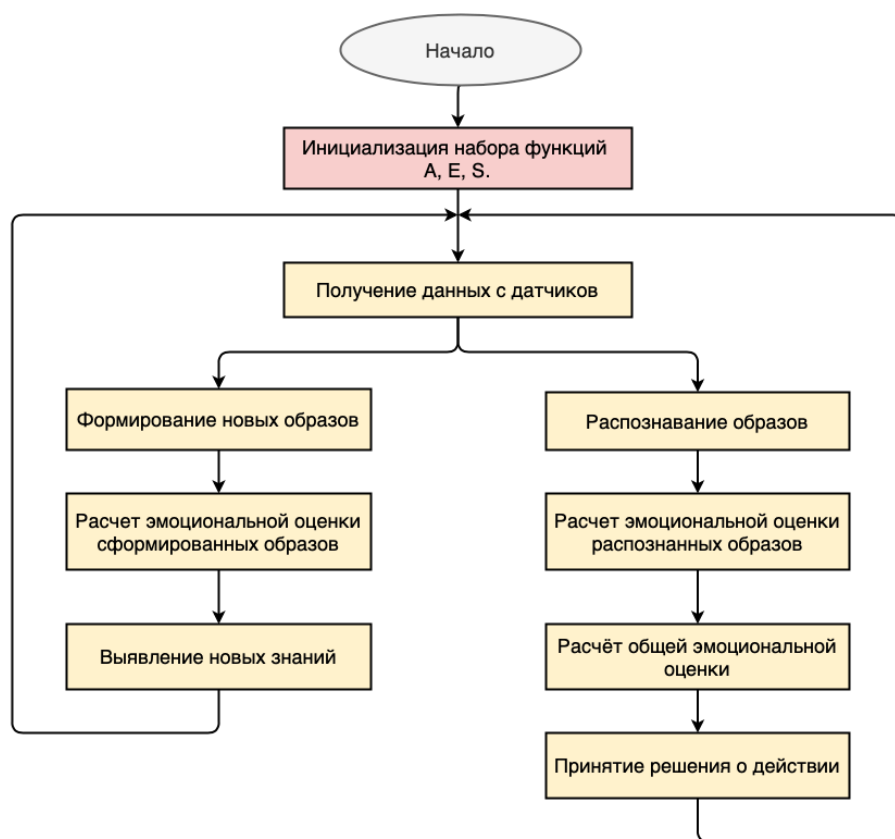 Начало
Инициализация набора функций
A, E, S.
Получение данных с датчиков
Формирование новых образов
Распознавание образов
Расчет эмоциональной оценки
сформированных образов
Расчет эмоциональной оценки
распознанных образов
Выявление новых знаний
Расчёт общей эмоциональной
оценки
Принятие решения о действии